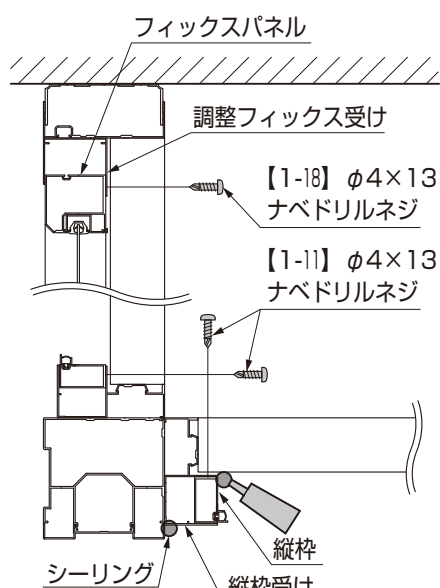 フィックスパネル
調整フィックス受け
【1-18】 φ4×13
ナベドリルネジ
【1-11】 φ4×13
ナベドリルネジ
縦枠
シーリング
縦枠受け